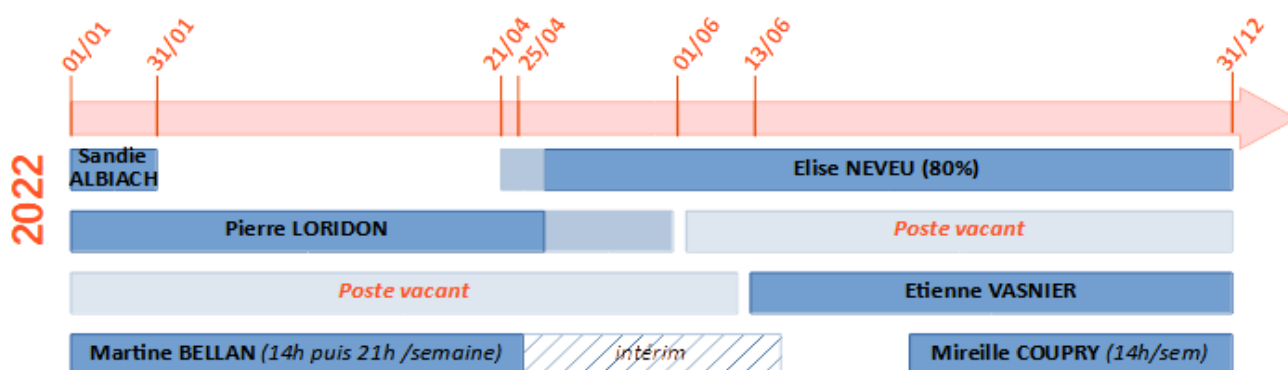 01/01
31/01
21/04
25/04
01/06
13/06
31/12
2022
Sandie
ALBIACH
Elise NEVEU (80%)
Pierre LORIDON
Poste vacant
Poste vacant
Etienne VASNIER
Martine BELLAN (14h puis 21h /semaine)
intérim
Mireille COUPRY (14h/sem)